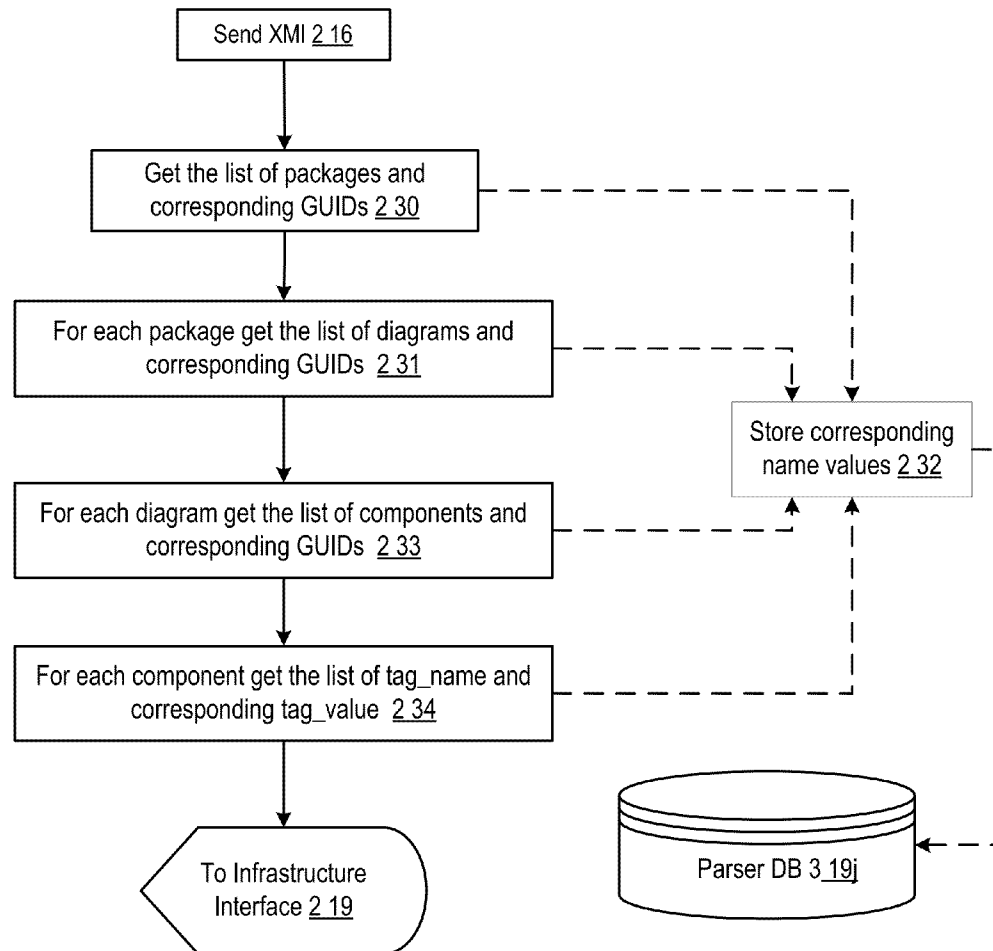 Send XMI 2 16
Get the list of packages and
corresponding GUIDs 2 30
For each package get the list of diagrams and
corresponding GUIDs 2 31
Store corresponding
name values 2 32
For each diagram get the list of components and
corresponding GUIDs 2 33
For each component get the list of tag_name and
corresponding tag_value 2 34
To Infrastructure
Interface 2 19
Parser DB 3 19j